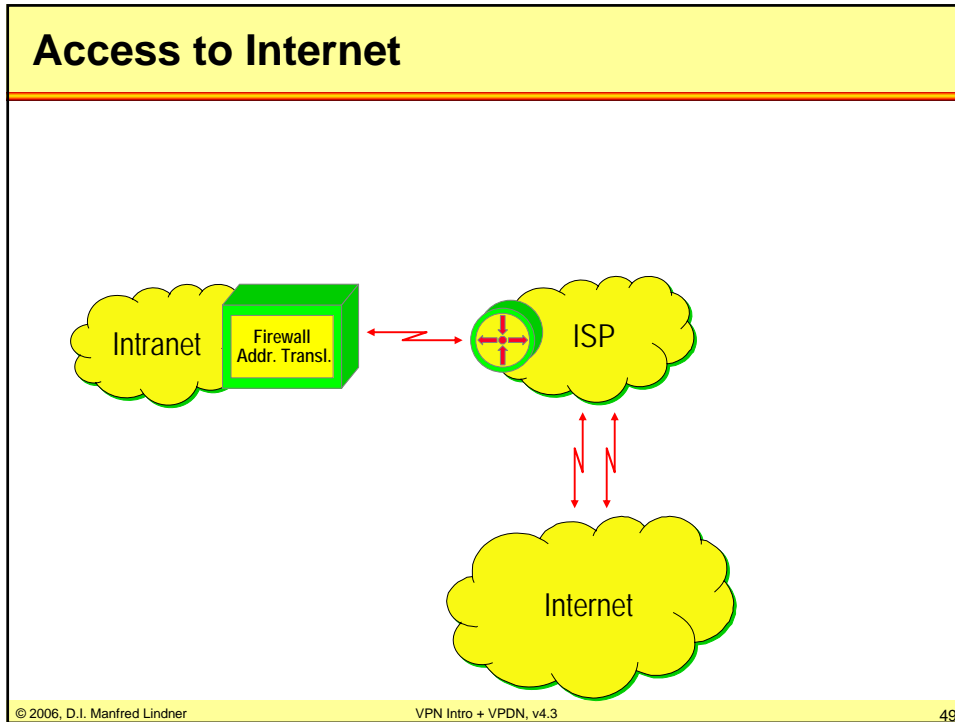 Access to Internet
Intranet
Firewall
Addr. Transl.
ISP
Internet
© 2006, D.I. Manfred Lindner
VPN Intro + VPDN, v4.3
49